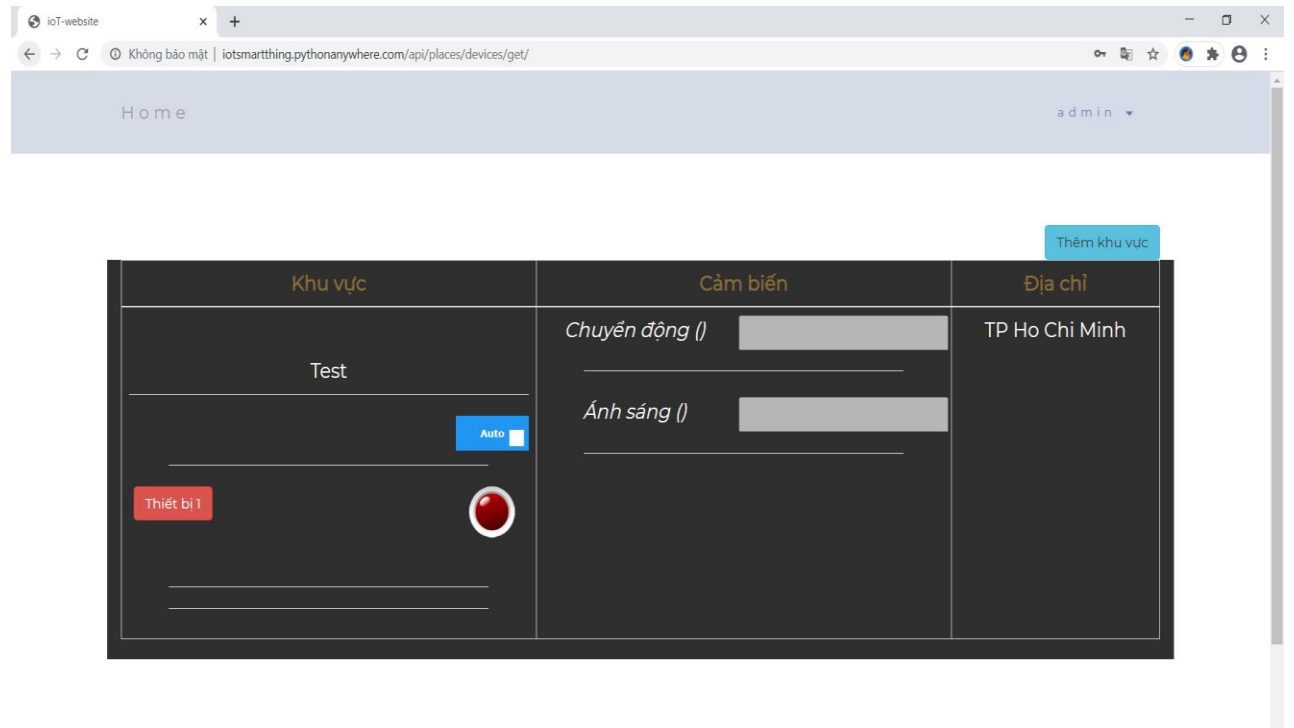 ioT-website
Không bảo mật | iotsmartthing.pythonanywhere.com/api/places/devices/get/
Home
admin
Thêm khu vực
Khu vực
Cảm biến
Địa chỉ
Test
Chuyển động ()
TP Ho Chi Minh
Ánh sáng ()
Auto
Thiết bị 1